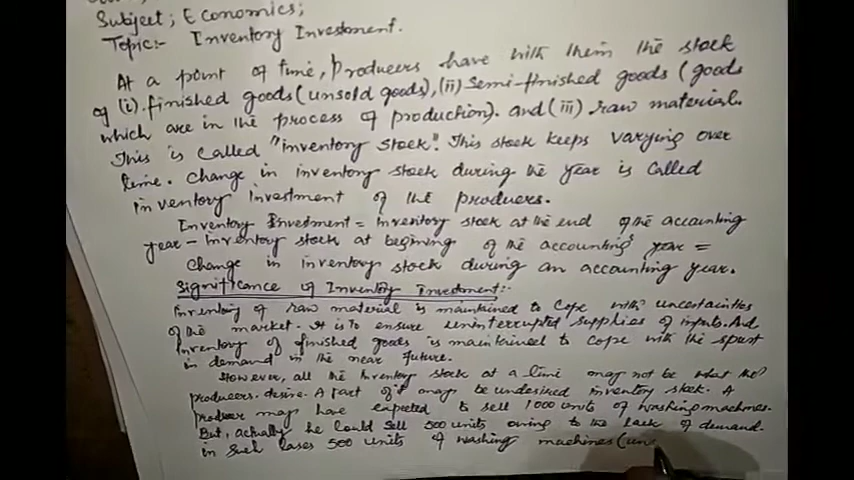 Subject; Economics;
Topic:- Inventory Investment.
At a point of time, Producers have with them the stock
of (i) finished goods (unsold goods), (ii) Semi-finished goods (goods
which are in the process of production). and (iii) raw material.
This is called "inventory stock". This stock keeps varying over
time. change in inventory stock during the year is called
inventory investment of the producers.
Inventory Investment = Inventory stock at the end of the accounting
year - inventory stock at begining of the accounting year =
change in inventory stock during an accounting year.
Significance of Inventory Investment:-
Inventory of raw material is maintained to cope with uncertainties
of the market. It is to ensure uninterrupted supplies of inputs. And
Inventory of finished goods is maintained to cope with the spurt
in demand in the near future.
However, all the inventory stock at a time may not be what the
producers desire. A Part of it may be undesired inventory stock. A
producer may have expected to sell 1000 units of washing machines.
But, actually he could sell 500 units owing to the lack of demand.
in such cases 500 units of washing machines (uns